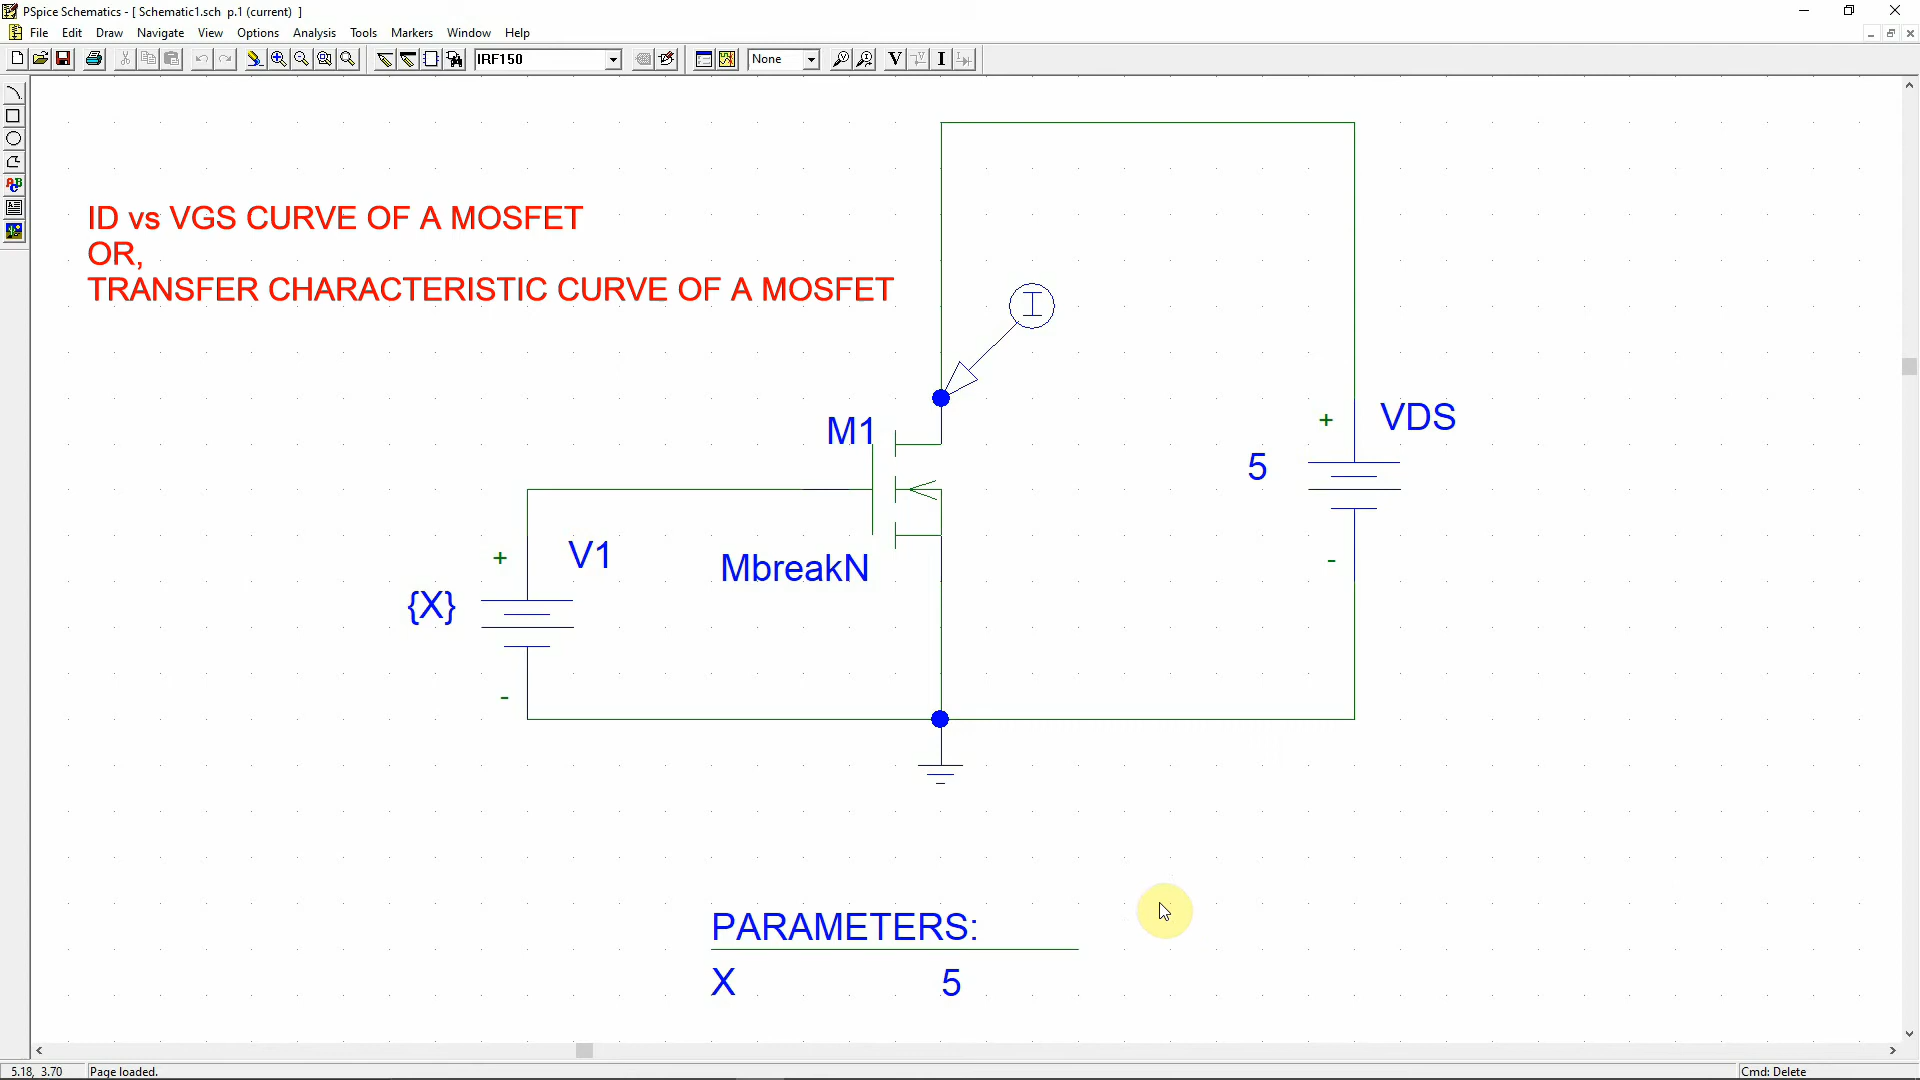 PSpice Schematics - [ Schematic1.sch  p.1 (current)  ]
File Edit Draw Navigate View Options Analysis Tools Markers Window Help
IRF150 None V I
ABC
ID vs VGS CURVE OF A MOSFET
OR,
TRANSFER CHARACTERISTIC CURVE OF A MOSFET
I
M1
+ VDS
5
+ V1
MbreakN
-
{X}
-
PARAMETERS:
X 5
5.18, 3.70 Page loaded. Cmd: Delete